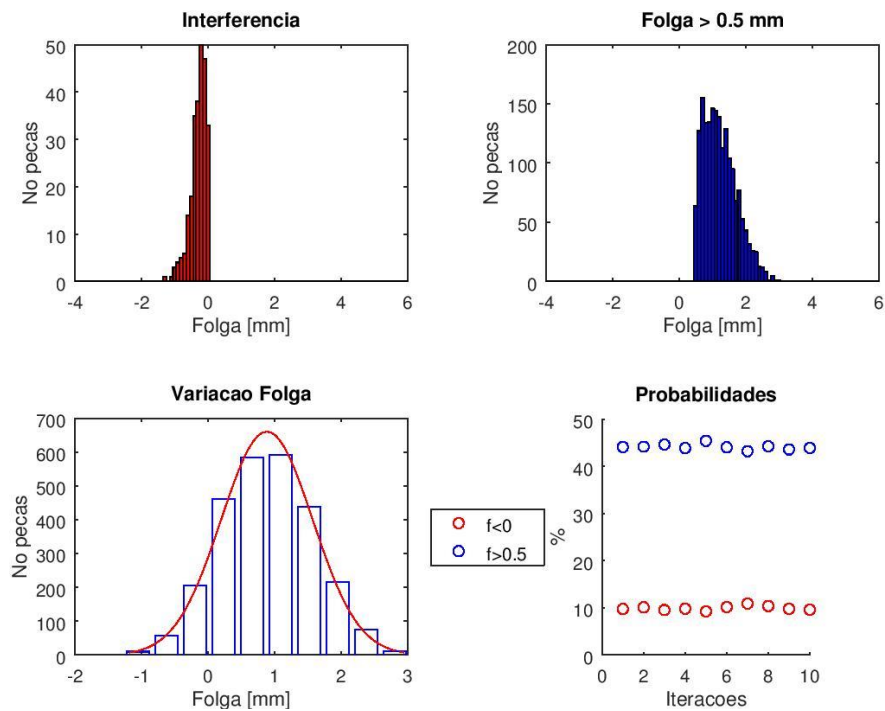 Interferencia
50
40
30
20
10
0
No pecas
-4 -2 0 2 4 6
Folga [mm]
Folga > 0.5 mm
200
150
100
50
0
No pecas
-4 -2 0 2 4 6
Folga [mm]
Variacao Folga
700
600
500
400
300
200
100
0
No pecas
-2 -1 0 1 2 3
Folga [mm]
f<0
f>0.5
Probabilidades
50
40
30
20
10
0
%
0 2 4 6 8 10
Iteracoes